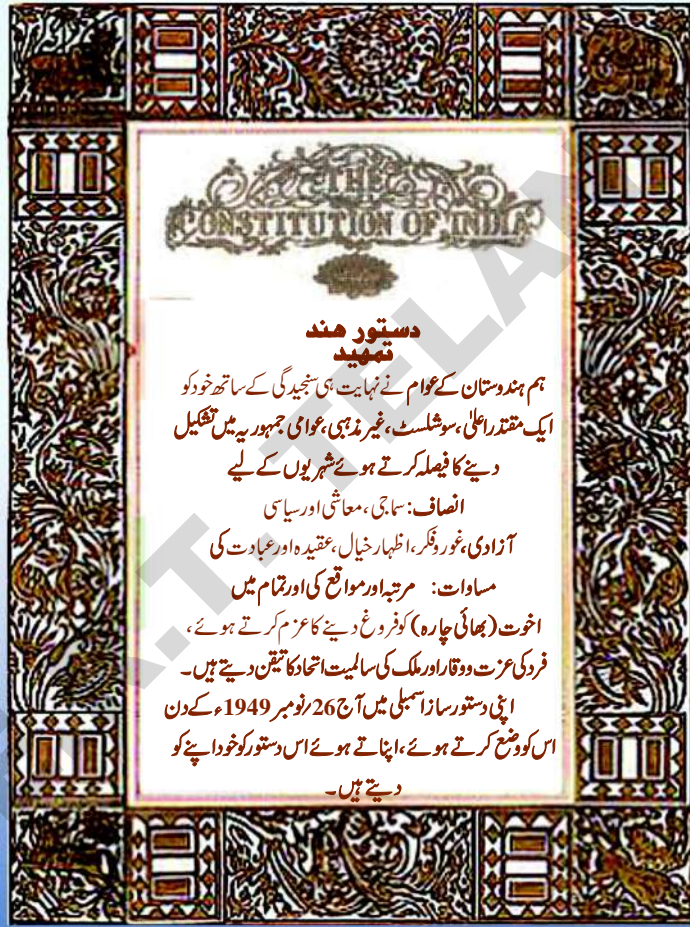 THE
CONSTITUTION OF INDIA
دستور ھند
تمھید
ہم ہندوستان کے عوام نے نہایت ہی سنجیدگی کے ساتھ خود کو
ایک مقتدر اعلیٰ، سوشلسٹ، غیر مذہبی، عوامی جمہوریہ میں تشکیل
دینے کا فیصلہ کرتے ہوئے شہریوں کے لیے
انصاف: سماجی، معاشی اور سیاسی
آزادی، غور و فکر، اظہار خیال، عقیدہ اور عبادت کی
مساوات: مرتبہ اور مواقع کی اور تمام میں
اخوت (بھائی چارہ) کو فروغ دینے کا عزم کرتے ہوئے،
فرد کی عزت و وقار اور ملک کی سالمیت اتحاد کا تیقن دیتے ہیں۔
اپنی دستور ساز اسمبلی میں آج 26/نومبر 1949ء کے دن
اس کو وضع کرتے ہوئے، اپناتے ہوئے اس دستور کو خود اپنے کو
دیتے ہیں۔